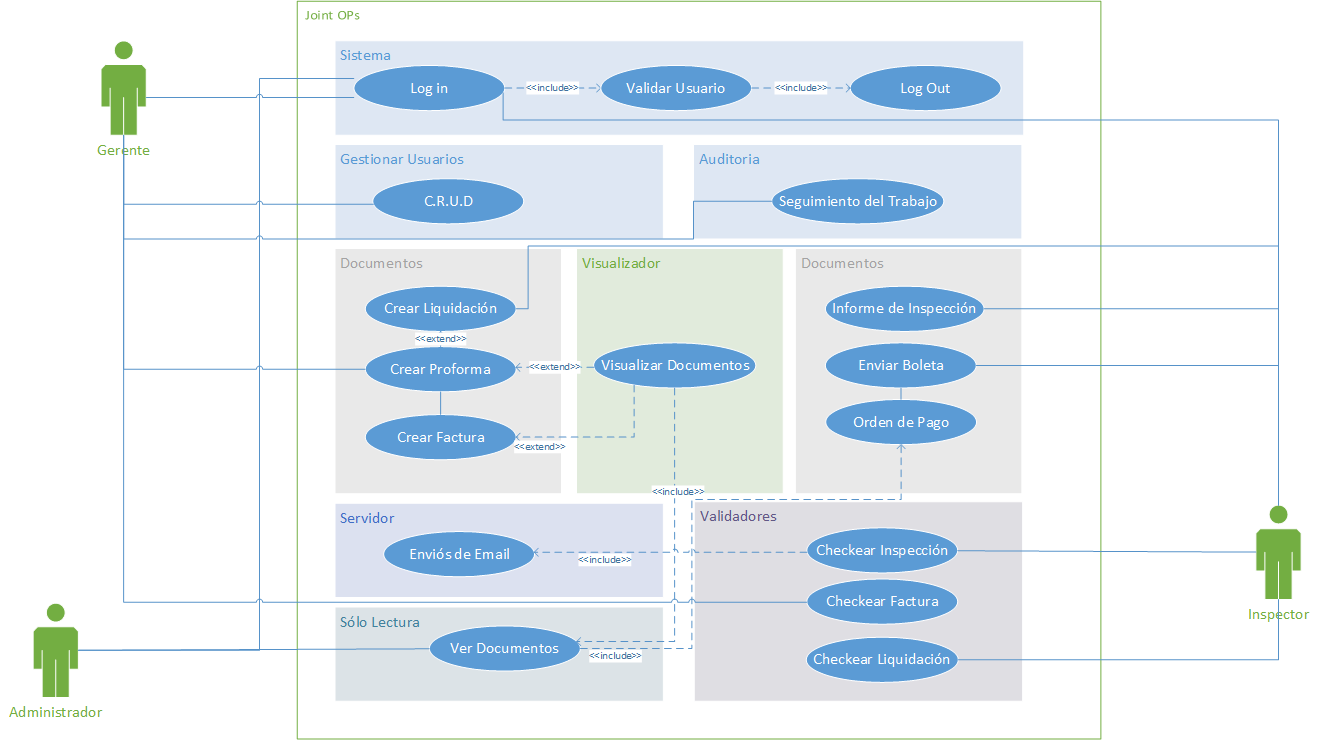 Joint OPs
Sistema
Log in
<<include>>
Validar Usuario
<<include>>
Log Out
Gerente
Gestionar Usuarios
C.R.U.D
Auditoria
Seguimiento del Trabajo
Documentos
Crear Liquidación
<<extend>>
Crear Proforma
<<extend>>
Crear Factura
<<extend>>
Visualizador
Visualizar Documentos
<<include>>
Documentos
Informe de Inspección
Enviar Boleta
Orden de Pago
Servidor
Enviós de Email
<<include>>
Validadores
Checkear Inspección
Checkear Factura
Checkear Liquidación
Inspector
Sólo Lectura
Ver Documentos
<<include>>
Administrador